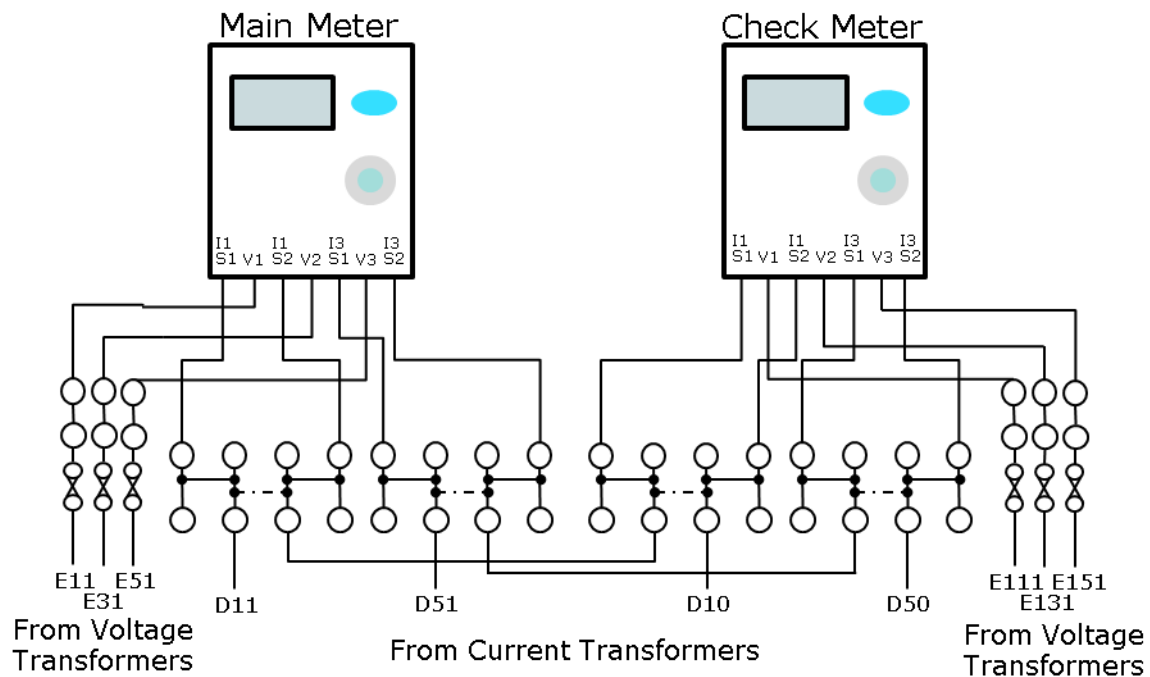 Main Meter
Check Meter
I1 I1 I3 I3
S1 V1 S2 V2 S1 V3 S2
I1 I1 I3 I3
S1 V1 S2 V2 S1 V3 S2
E11 E51
E31
D11
D51
D10
D50
E111 E151
E131
From Voltage
Transformers
From Current Transformers
From Voltage
Transformers